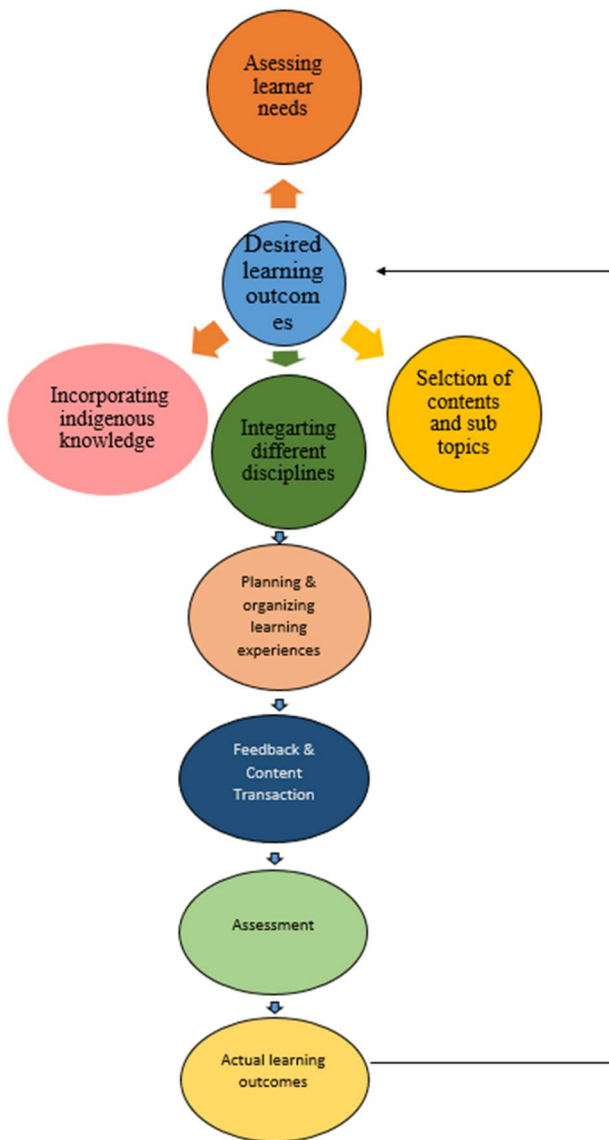 Asessing
learner
needs
Desired
learning
outcom
es
Incorporating
indigenous
knowledge
Integarting
different
disciplines
Selction of
contents
and sub
topics
Planning &
organizing
learning
experiences
Feedback &
Content
Transaction
Assessment
Actual learning
outcomes